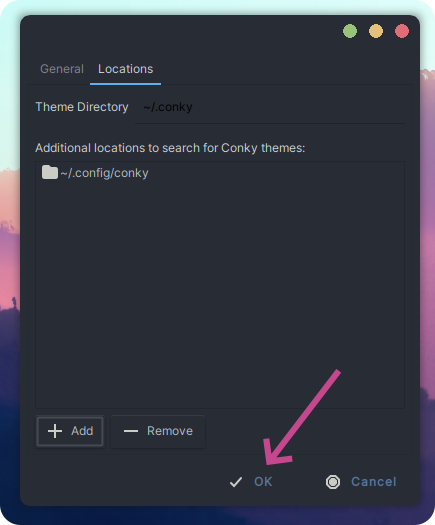 General Locations
Theme Directory ~/.conky
Additional locations to search for Conky themes:
~/.config/conky
Add Remove
OK Cancel